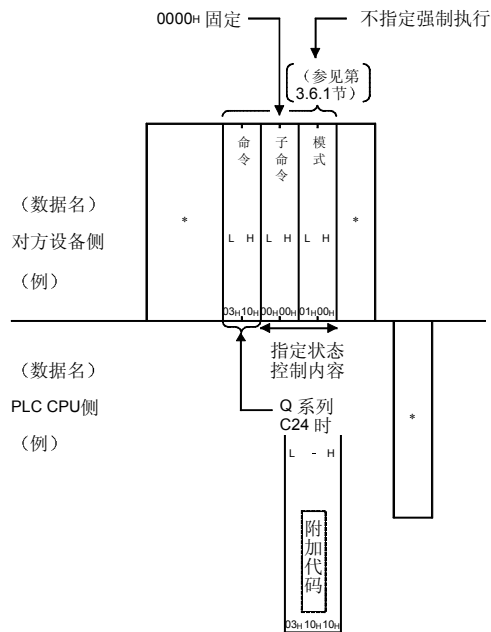 0000H 固定
不指定强制执行
（参见第
3.6.1节）
命令
子命令
模式
（数据名）
对方设备侧
（例）
*
L H
L H
L H
*
03H10H00H00H01H00H
（数据名）
PLC CPU侧
（例）
指定状态
控制内容
Q 系列
C24 时
*
L - H
附加代码
03H10H10H